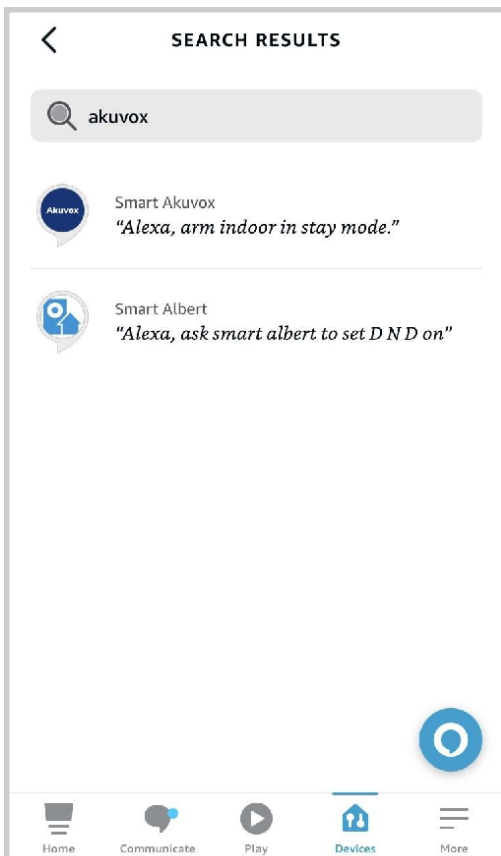 SEARCH RESULTS
akuvox
Akuvox
Smart Akuvox
“Alexa, arm indoor in stay mode.”
Smart Albert
“Alexa, ask smart albert to set D N D on”
Home Communicate Play Devices More